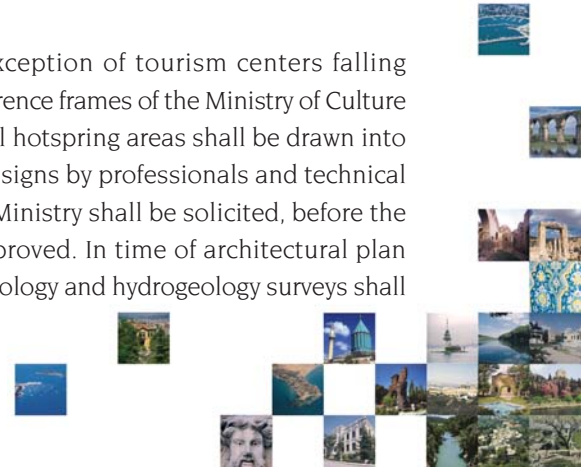 xception of tourism centers falling
rence frames of the Ministry of Culture
l hotspring areas shall be drawn into
signs by professionals and technical
Ministry shall be solicited, before the
proved. In time of architectural plan
ology and hydrogeology surveys shall